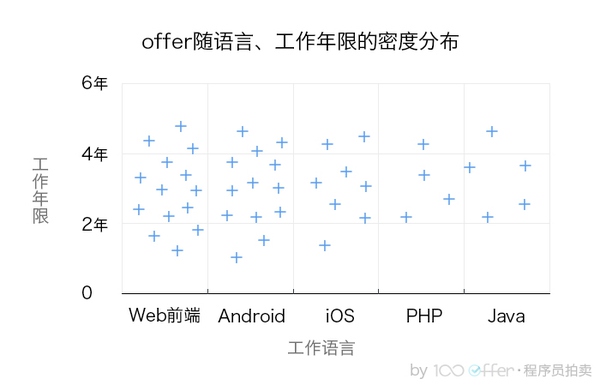 offer随语言、工作年限的密度分布
6年
4年
2年
0
工作年限
Web前端
Android
iOS
PHP
Java
工作语言
by 100 offer·程序员拍卖